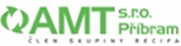 AMT s.r.o.
Příbram
ČLEN SKUPINY RECIFA